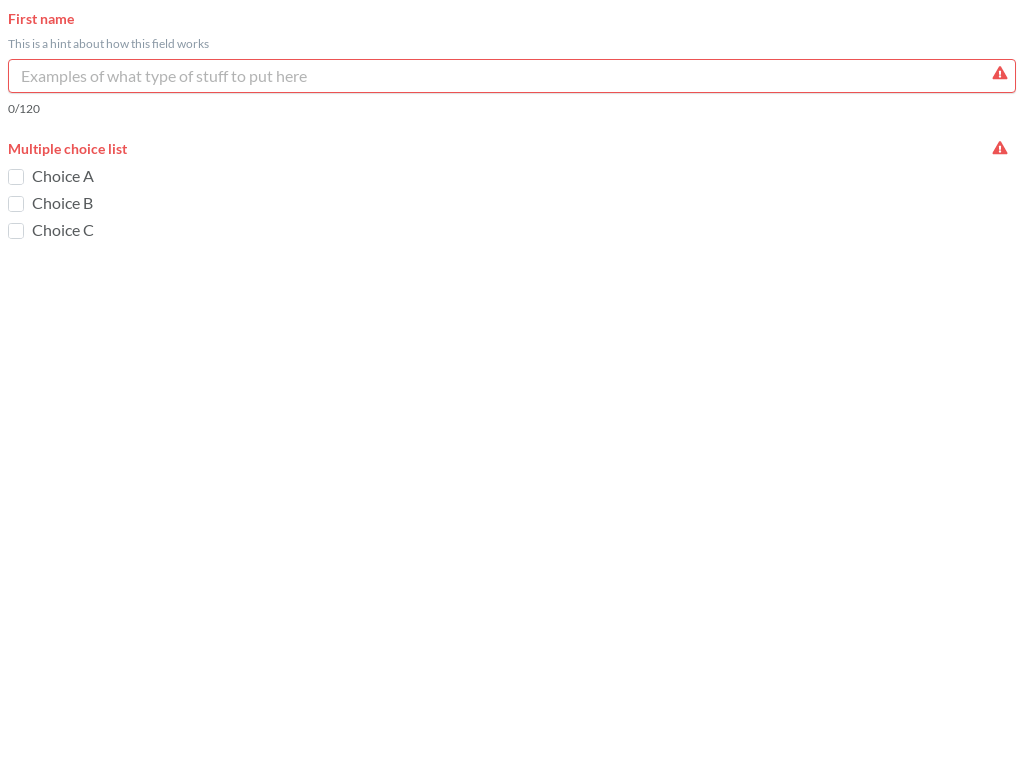 First name
This is a hint about how this field works
Examples of what type of stuff to put here
0/120
Multiple choice list
Choice A
Choice B
Choice C